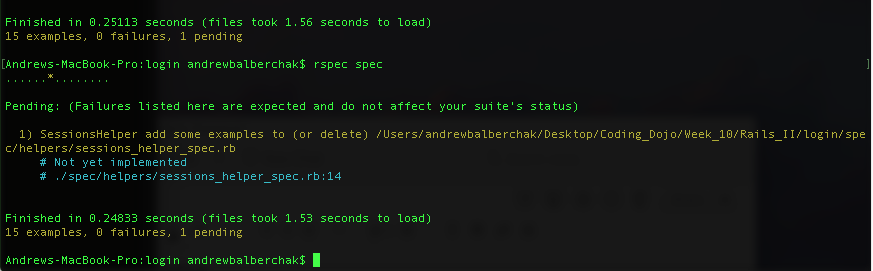 Finished in 0.25113 seconds (files took 1.56 seconds to load)
15 examples, 0 failures, 1 pending
[Andrews-MacBook-Pro:login andrewbalberchak$ rspec spec ]
......*........
Pending: (Failures listed here are expected and do not affect your suite's status)
1) SessionsHelper add some examples to (or delete) /Users/andrewbalberchak/Desktop/Coding_Dojo/Week_10/Rails_II/login/spe
c/helpers/sessions_helper_spec.rb
# Not yet implemented
# ./spec/helpers/sessions_helper_spec.rb:14
Finished in 0.24833 seconds (files took 1.53 seconds to load)
15 examples, 0 failures, 1 pending
Andrews-MacBook-Pro:login andrewbalberchak$